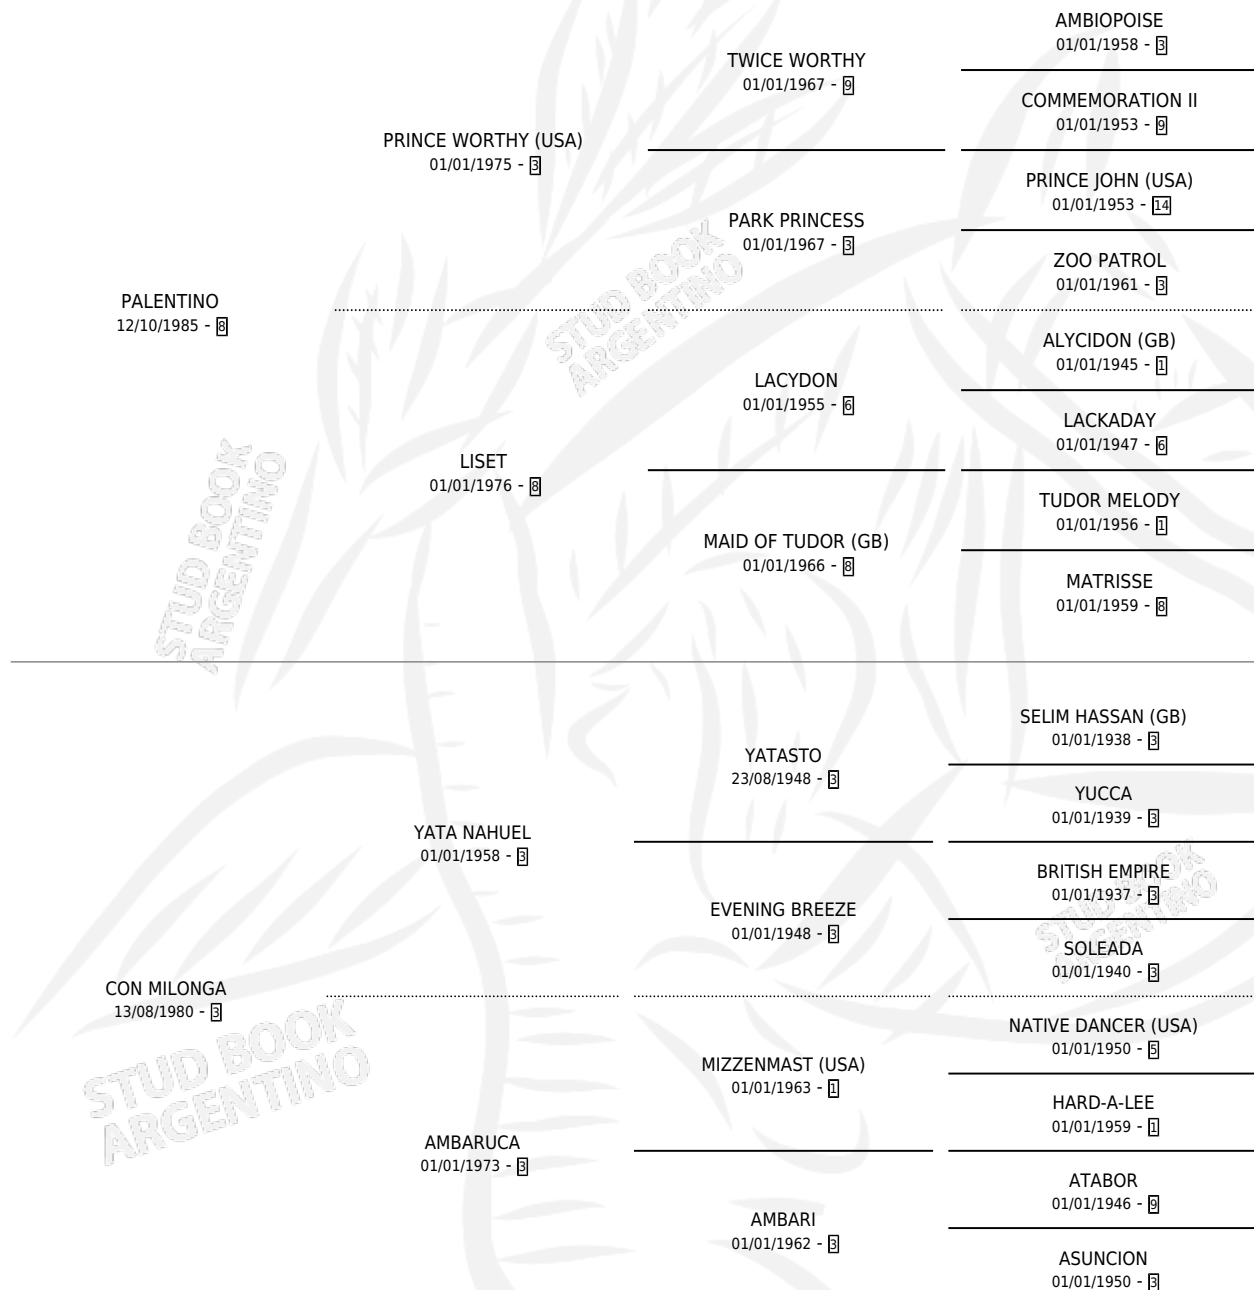 AMBIOPOISE
01/01/1958 - 3
TWICE WORTHY
01/01/1967 - 9
COMMEMORATION II
01/01/1953 - 9
PRINCE WORTHY (USA)
01/01/1975 - 3
PRINCE JOHN (USA)
01/01/1953 - 14
PARK PRINCESS
01/01/1967 - 3
ZOO PATROL
01/01/1961 - 3
PALENTINO
12/10/1985 - 8
ALYCIDON (GB)
01/01/1945 - 1
LACYDON
01/01/1955 - 6
LACKADAY
01/01/1947 - 6
LISET
01/01/1976 - 8
TUDOR MELODY
01/01/1956 - 1
MAID OF TUDOR (GB)
01/01/1966 - 8
MATRISSE
01/01/1959 - 8
SELIM HASSAN (GB)
01/01/1938 - 3
YATASTO
23/08/1948 - 3
YUCCA
01/01/1939 - 3
YATA NAHUEL
01/01/1958 - 3
BRITISH EMPIRE
01/01/1937 - 3
EVENING BREEZE
01/01/1948 - 3
SOLEADA
01/01/1940 - 3
CON MILONGA
13/08/1980 - 3
NATIVE DANCER (USA)
01/01/1950 - 5
MIZZENMAST (USA)
01/01/1963 - 1
HARD-A-LEE
01/01/1959 - 1
AMBARUCA
01/01/1973 - 3
ATABOR
01/01/1946 - 9
AMBARI
01/01/1962 - 3
ASUNCION
01/01/1950 - 3
STUD BOOK
ARGENTINO
STUD BOOK
ARGENTINO
STUD BOOK
ARGENTINO
STUD BOOK
ARGENTINO